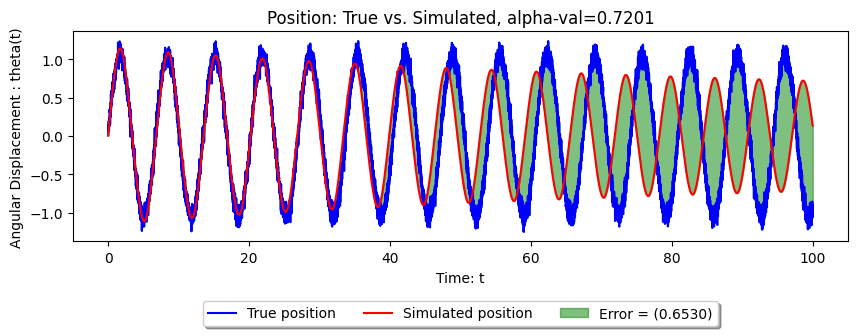 Position: True vs. Simulated, alpha-val=0.7201
Angular Displacement : theta(t)
1.0
0.5
0.0
−0.5
−1.0
0 20 40 60 80 100
Time: t
True position Simulated position Error = (0.6530)